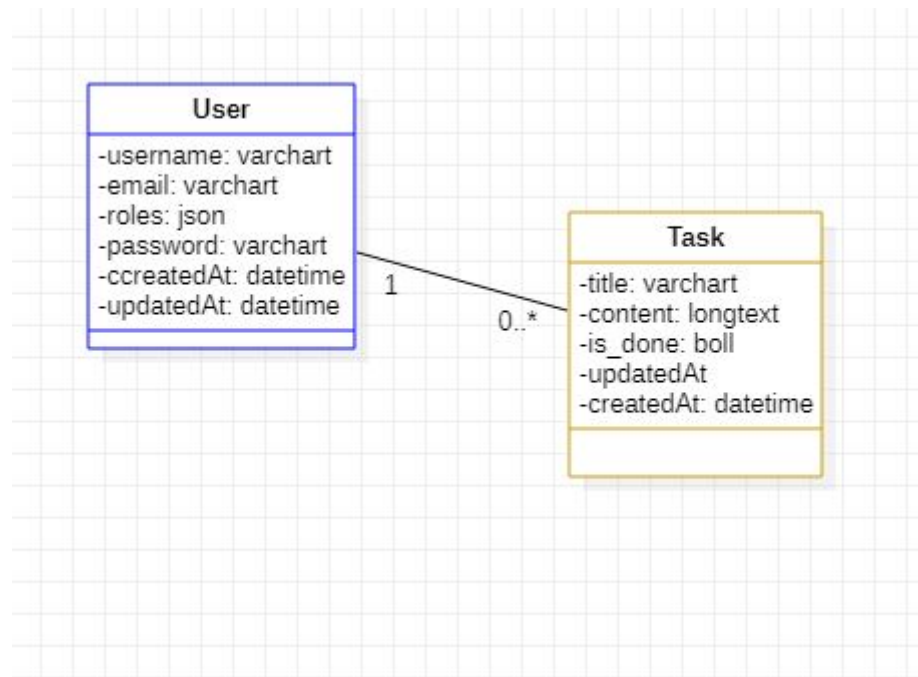 User
-username: varchart
-email: varchart
-roles: json
-password: varchart
-ccreatedAt: datetime
-updatedAt: datetime
1
0..*
Task
-title: varchart
-content: longtext
-is_done: boll
-updatedAt
-createdAt: datetime